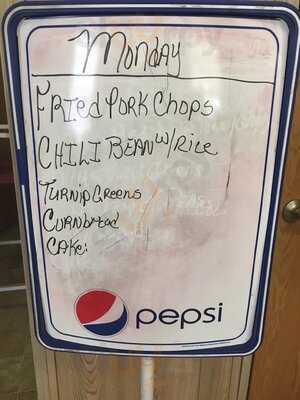 Monday
Fried Pork Chops
Chili Bean w/Rice
Turnip Greens
Cornbread
Cake:
pepsi